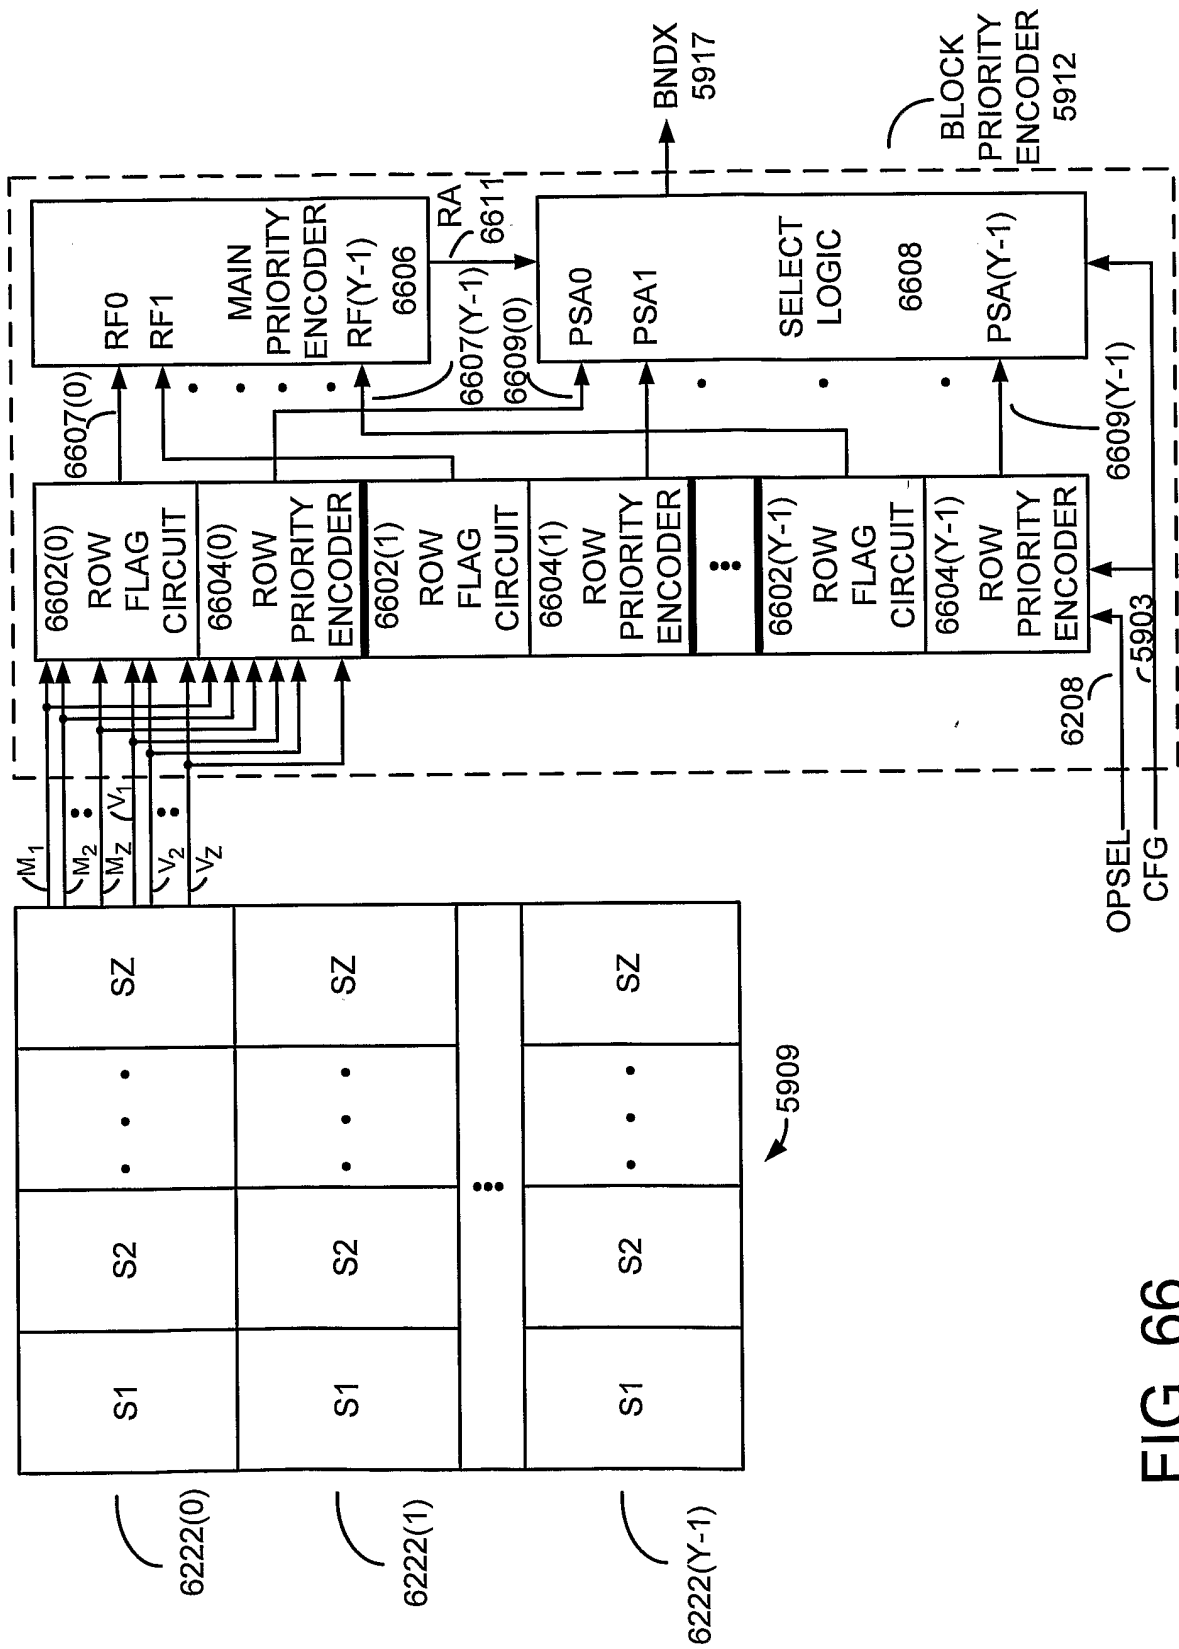 6222(0)
6222(1)
6222(Y-1)
S1
S2
SZ
S1
S2
SZ
S1
S2
SZ
5909
M1
M2
MZ
V1
V2
VZ
OPSEL
CFG
6208
5903
6602(0)
ROW
FLAG
CIRCUIT
6604(0)
ROW
PRIORITY
ENCODER
6602(1)
ROW
FLAG
CIRCUIT
6604(1)
ROW
PRIORITY
ENCODER
6602(Y-1)
ROW
FLAG
CIRCUIT
6604(Y-1)
ROW
PRIORITY
ENCODER
6607(0)
6607(Y-1)
6609(0)
6609(Y-1)
RF0
RF1
MAIN
PRIORITY
ENCODER
RF(Y-1)
6606
RA
6611
PSA0
PSA1
SELECT
LOGIC
6608
PSA(Y-1)
BNDX
5917
BLOCK
PRIORITY
ENCODER
5912
FIG 66